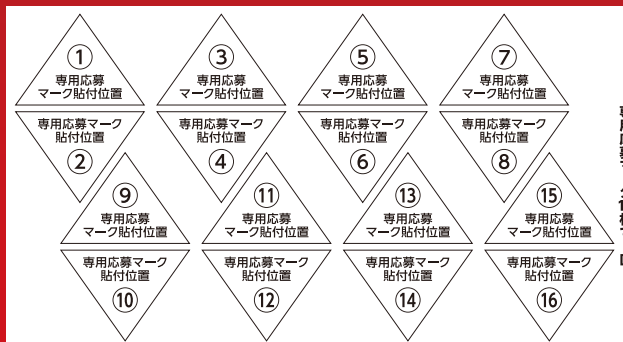 ①
専用応募
マーク貼付位置
専用応募マーク
貼付位置
②
③
専用応募
マーク貼付位置
専用応募マーク
貼付位置
④
⑤
専用応募
マーク貼付位置
専用応募マーク
貼付位置
⑥
⑦
専用応募
マーク貼付位置
専用応募マーク
貼付位置
⑧
⑨
専用応募
マーク貼付位置
専用応募マーク
貼付位置
⑩
⑪
専用応募
マーク貼付位置
専用応募マーク
貼付位置
⑫
⑬
専用応募
マーク貼付位置
専用応募マーク
貼付位置
⑭
⑮
専用応募
マーク貼付位置
専用応募マーク
貼付位置
⑯